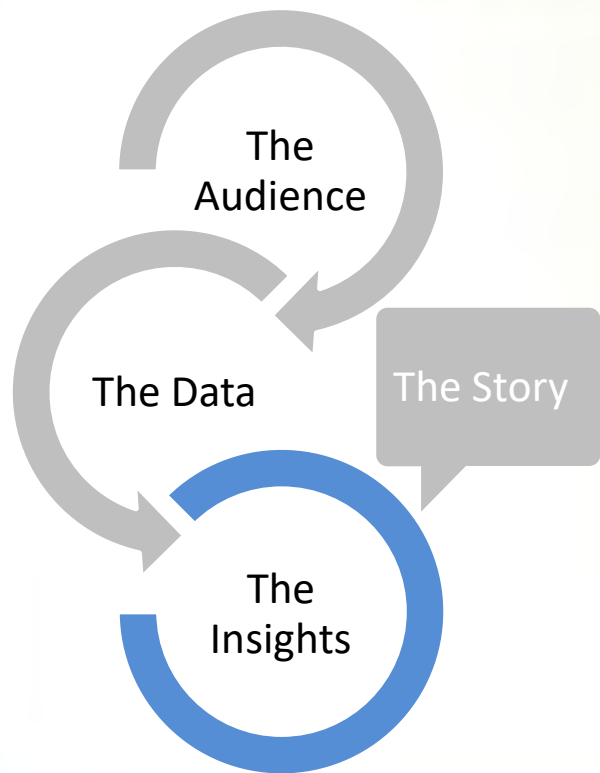 The
Audience
The Data
The Story
The
Insights